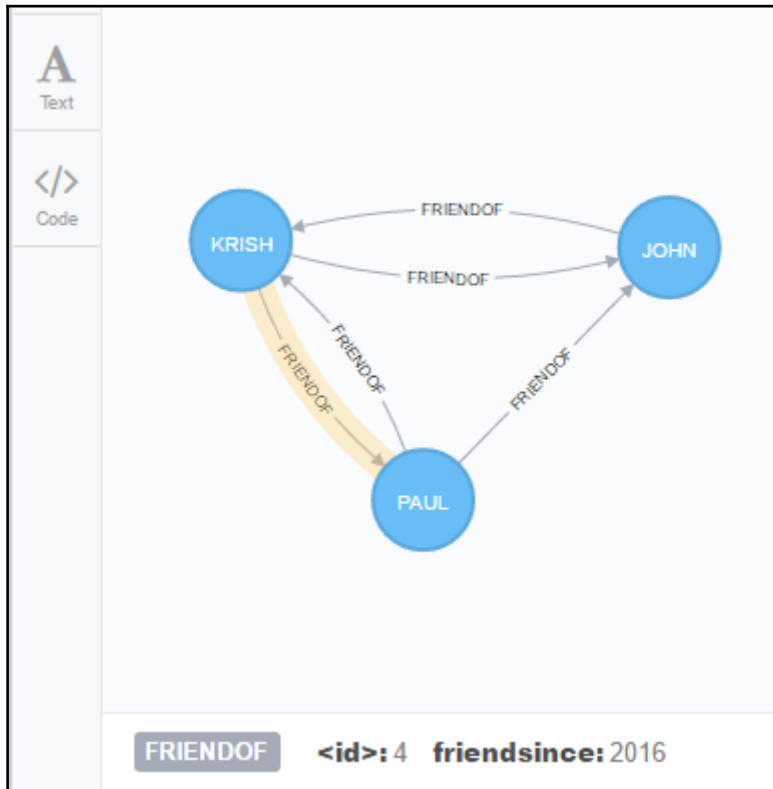 A
Text
</>
Code
KRISH
FRIENDOF
JOHN
FRIENDOF
FRIENDOF
FRIENDOF
FRIENDOF
PAUL
FRIENDOF <id>: 4 friendsince: 2016